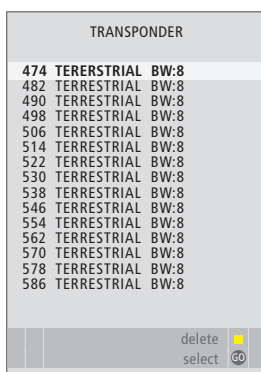 TRANSPONDER
474 TERERSTRIAL BW:8
482 TERRESTRIAL BW:8
490 TERRESTRIAL BW:8
498 TERRESTRIAL BW:8
506 TERRESTRIAL BW:8
514 TERRESTRIAL BW:8
522 TERRESTRIAL BW:8
530 TERRESTRIAL BW:8
538 TERRESTRIAL BW:8
546 TERRESTRIAL BW:8
554 TERRESTRIAL BW:8
562 TERRESTRIAL BW:8
570 TERRESTRIAL BW:8
578 TERRESTRIAL BW:8
586 TERRESTRIAL BW:8
delete
select GO